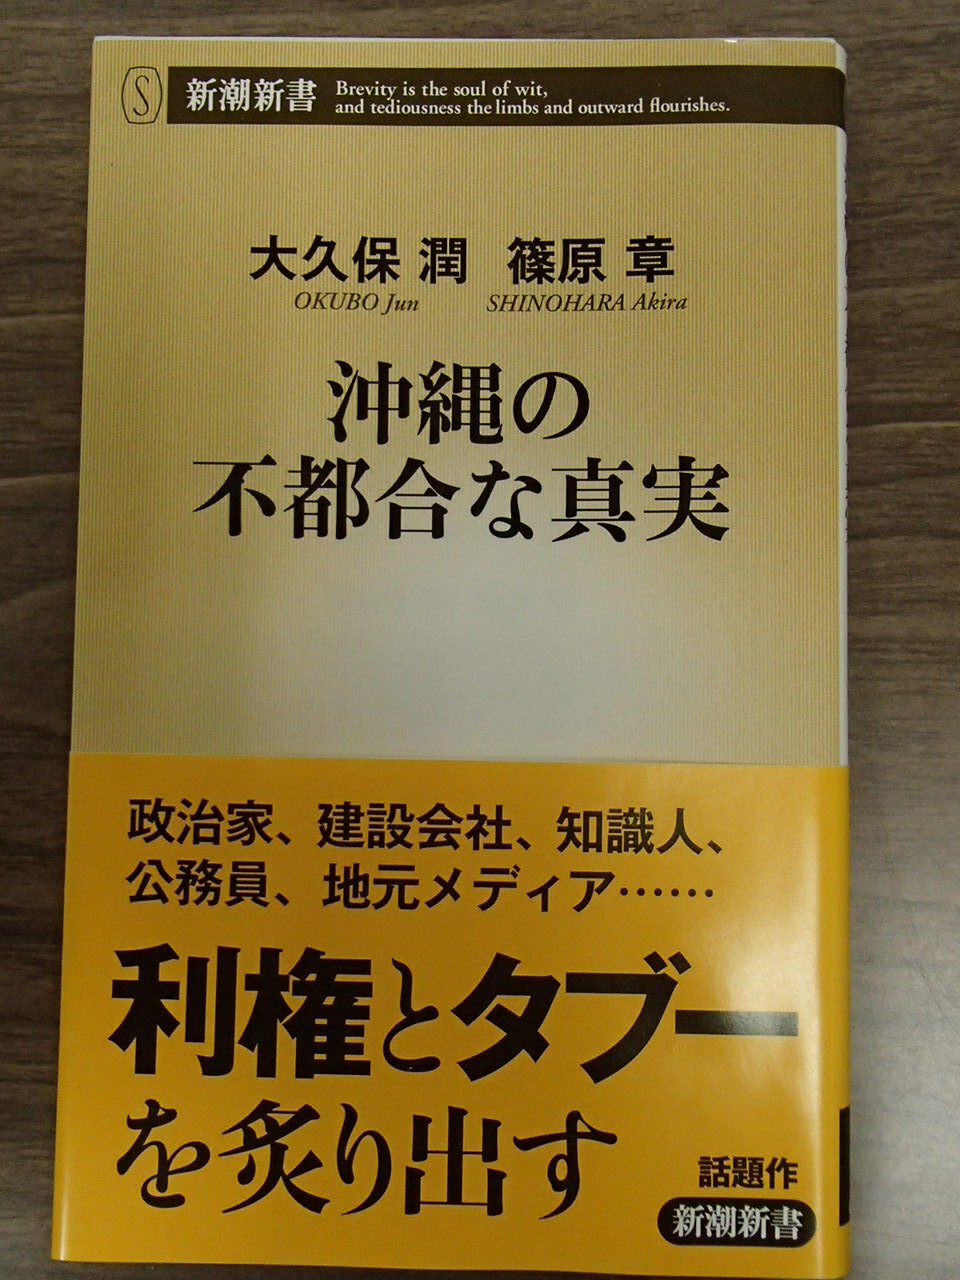 S
新潮新書
Brevity is the soul of wit,
and tediousness the limbs and outward flourishes.
大久保 潤 篠原 章
OKUBO Jun SHINOHARA Akira
沖縄の
不都合な真実
政治家、建設会社、知識人、
公務員、地元メディア……
利権とタブー
を炙り出す
話題作
新潮新書